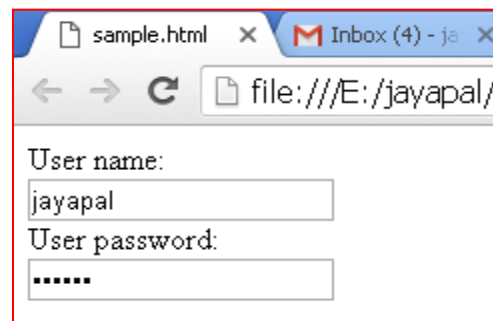 sample.html Inbox (4) - ja
file:///E:/jayapal/
User name:
jayapal
User password:
••••••